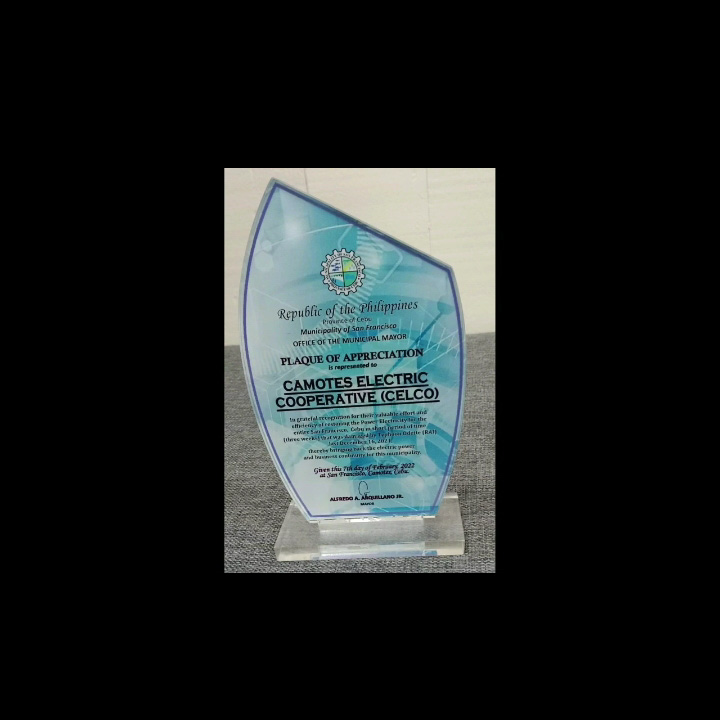 Republic of the Philippines
Province of Cebu
Municipality of San Francisco
OFFICE OF THE MUNICIPAL MAYOR
PLAQUE OF APPRECIATION
is represented to
CAMOTES ELECTRIC
COOPERATIVE (CELCO)
In grateful recognition for their valuable effort and
efficiency of restoring the Power Electricity for the
entire San Francisco, Cebu in short period of time
(three weeks) that was damaged by Typhoon Odette (RAI)
last December 16, 2021
thereby bringing back the electric power
and business continuity for this municipality.
Given this 7th day of February, 2022
at San Francisco, Camotes, Cebu.
ALFREDO A. ARQUILLANO JR.
MAYOR